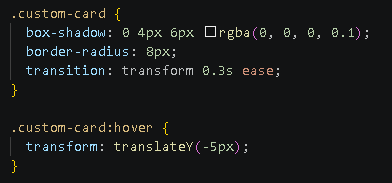 .custom-card {
  box-shadow: 0 4px 6px rgba(0, 0, 0, 0.1);
  border-radius: 8px;
  transition: transform 0.3s ease;
}

.custom-card:hover {
  transform: translateY(-5px);
}